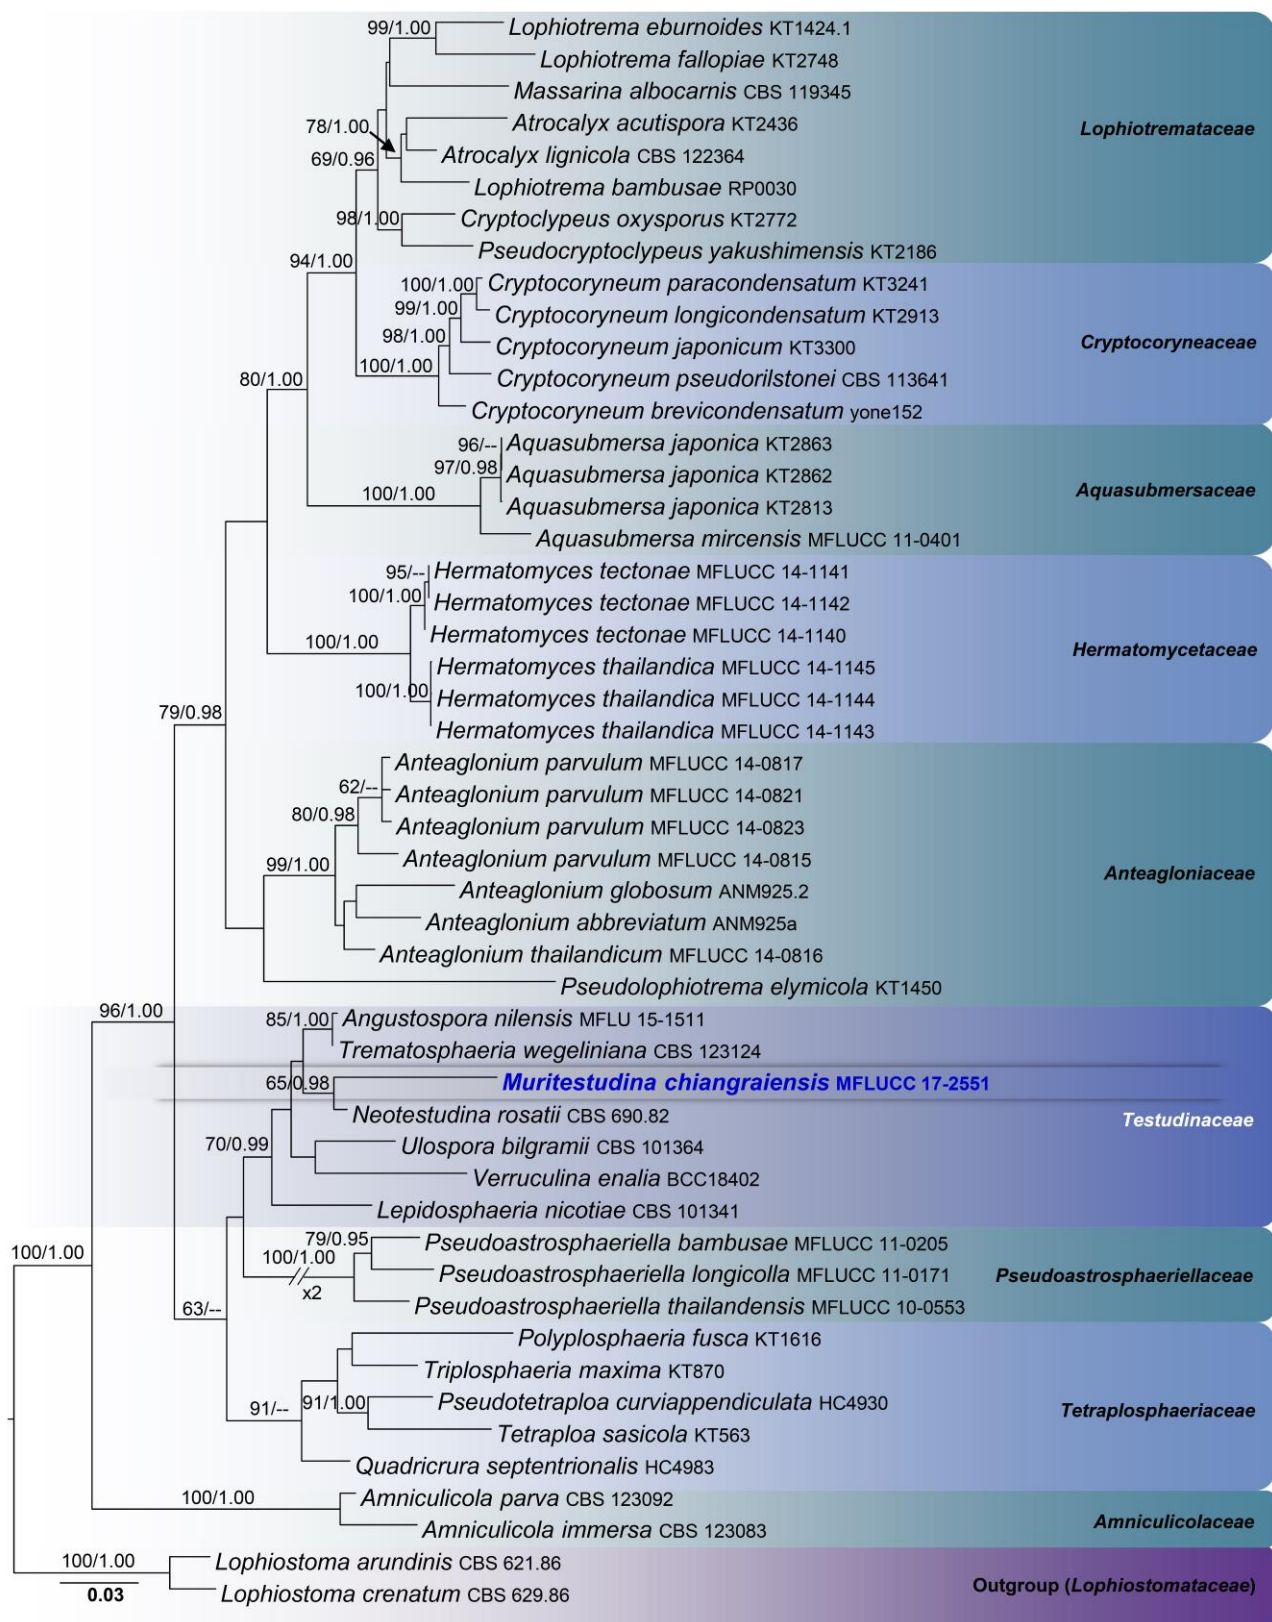 99/1.00
Lophiotrema eburnoides KT1424.1
Lophiotrema fallopiae KT2748
Massarina albocarnis CBS 119345
78/1.00
Atrocalyx acutispora KT2436
Lophiotremataceae
69/0.96
Atrocalyx lignicola CBS 122364
Lophiotrema bambusae RP0030
98/1.00
Cryptoclypeus oxysporus KT2772
Pseudocryptoclypeus yakushimensis KT2186
94/1.00
100/1.00
Cryptocoryneum paracondensatum KT3241
99/1.00
Cryptocoryneum longicondensatum KT2913
98/1.00
Cryptocoryneum japonicum KT3300
Cryptocoryneaceae
100/1.00
Cryptocoryneum pseudorilstonei CBS 113641
80/1.00
Cryptocoryneum brevicondensatum yone152
96/--
Aquasubmersa japonica KT2863
97/0.98
Aquasubmersa japonica KT2862
Aquasubmersaceae
100/1.00
Aquasubmersa japonica KT2813
Aquasubmersa mircensis MFLUCC 11-0401
95/--
Hermatomyces tectonae MFLUCC 14-1141
100/1.00
Hermatomyces tectonae MFLUCC 14-1142
100/1.00
Hermatomyces tectonae MFLUCC 14-1140
Hermatomycetaceae
Hermatomyces thailandica MFLUCC 14-1145
100/1.00
Hermatomyces thailandica MFLUCC 14-1144
79/0.98
Hermatomyces thailandica MFLUCC 14-1143
Anteaglonium parvulum MFLUCC 14-0817
62/--
Anteaglonium parvulum MFLUCC 14-0821
80/0.98
Anteaglonium parvulum MFLUCC 14-0823
Anteaglonium parvulum MFLUCC 14-0815
99/1.00
Anteagloniaceae
Anteaglonium globosum ANM925.2
Anteaglonium abbreviatum ANM925a
Anteaglonium thailandicum MFLUCC 14-0816
Pseudolophiotrema elymicola KT1450
96/1.00
85/1.00
Angustospora nilensis MFLU 15-1511
Trematosphaeria wegeliniana CBS 123124
65/0.98
Muritestudina chiangraiensis MFLUCC 17-2551
Neotestudina rosatii CBS 690.82
Testudinaceae
70/0.99
Ulospora bilgramii CBS 101364
Verruculina enalia BCC18402
Lepidosphaeria nicotiae CBS 101341
100/1.00
79/0.95
Pseudoastrosphaeriella bambusae MFLUCC 11-0205
100/1.00
Pseudoastrosphaeriella longicolla MFLUCC 11-0171
Pseudoastrosphaeriellaceae
x2
63/--
Pseudoastrosphaeriella thailandensis MFLUCC 10-0553
Polyplosphaeria fusca KT1616
Triplosphaeria maxima KT870
91/--
91/1.00
Pseudotetraploa curviappendiculata HC4930
Tetraplosphaeriaceae
Tetraploa sasicola KT563
Quadricrura septentrionalis HC4983
100/1.00
Amniculicola parva CBS 123092
Amniculicolaceae
Amniculicola immersa CBS 123083
100/1.00
Lophiostoma arundinis CBS 621.86
Outgroup (Lophiostomataceae)
0.03
Lophiostoma crenatum CBS 629.86